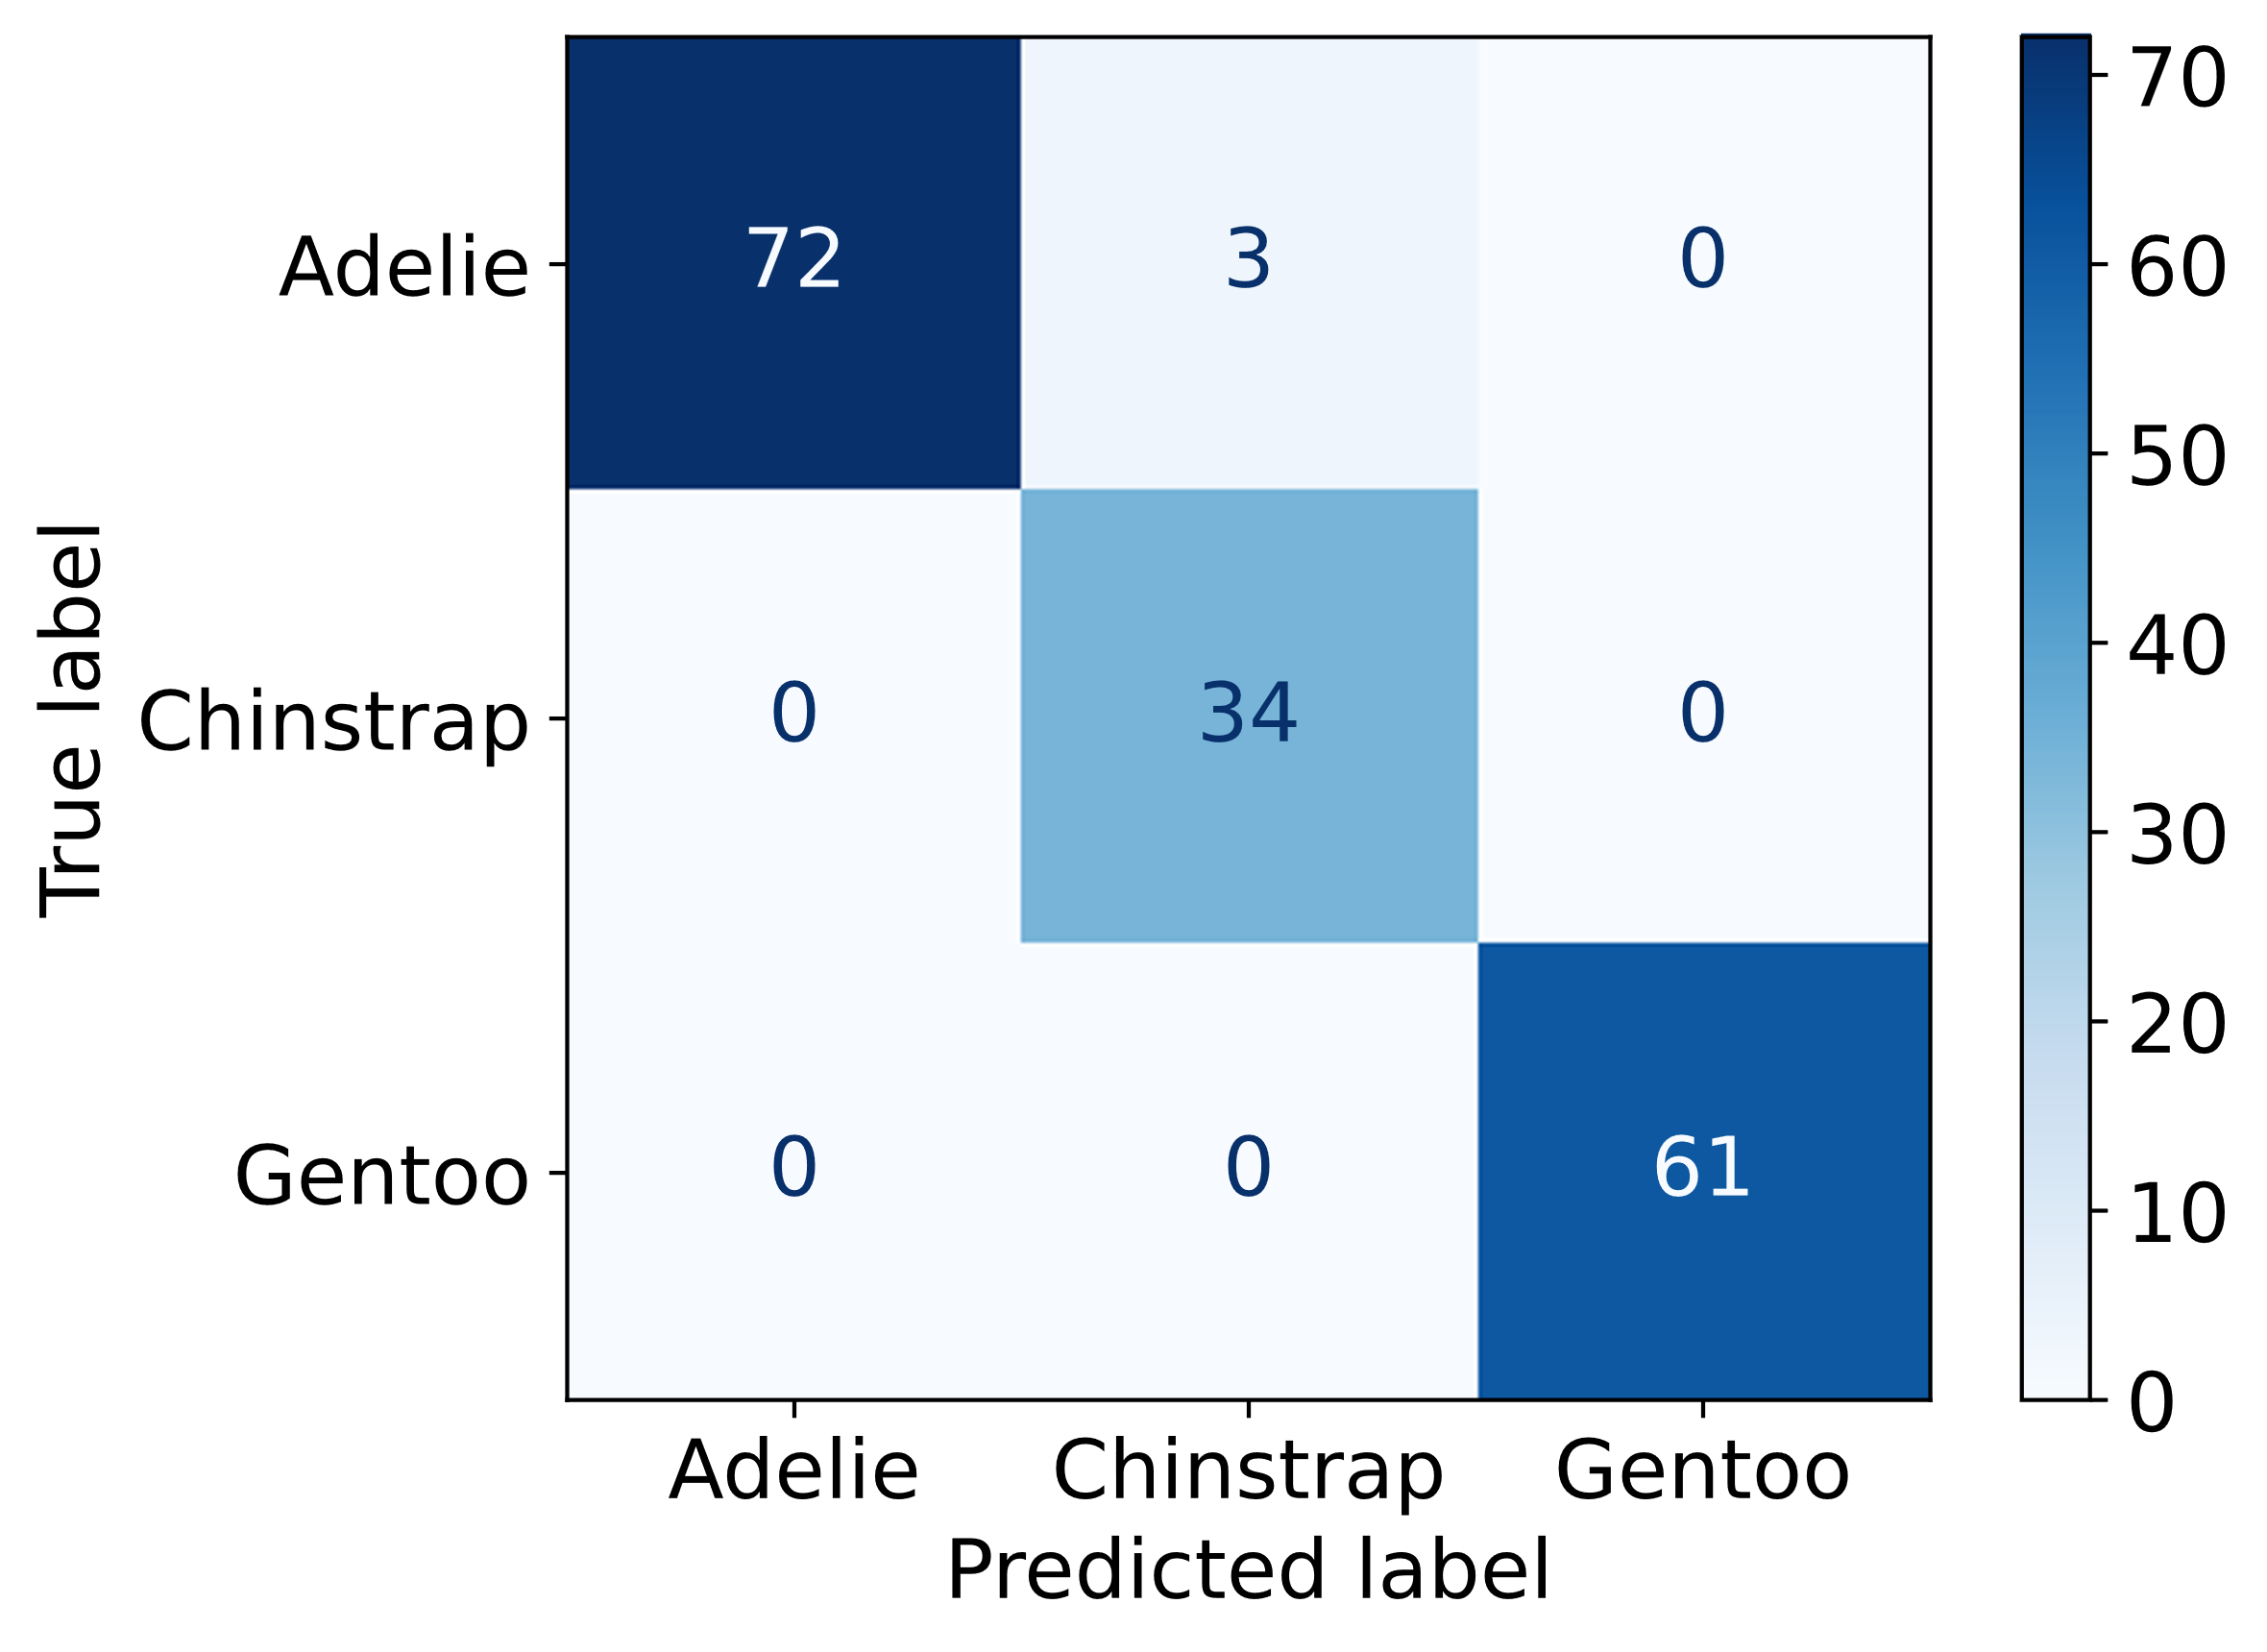 True label
Adelie 72 3 0
Chinstrap 0 34 0
Gentoo 0 0 61
Adelie Chinstrap Gentoo
Predicted label
70
60
50
40
30
20
10
0